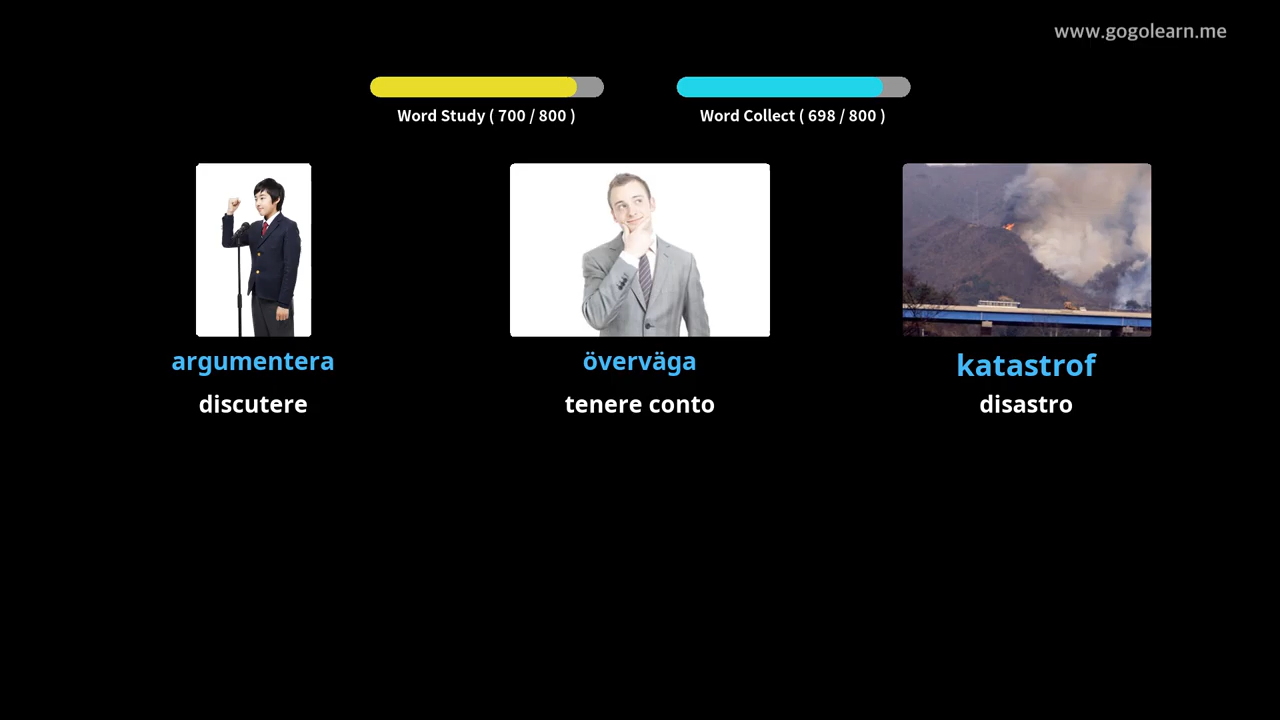 www.gogolearn.me
Word Study ( 700 / 800 )
Word Collect ( 698 / 800 )
argumentera
överväga
katastrof
discutere
tenere conto
disastro